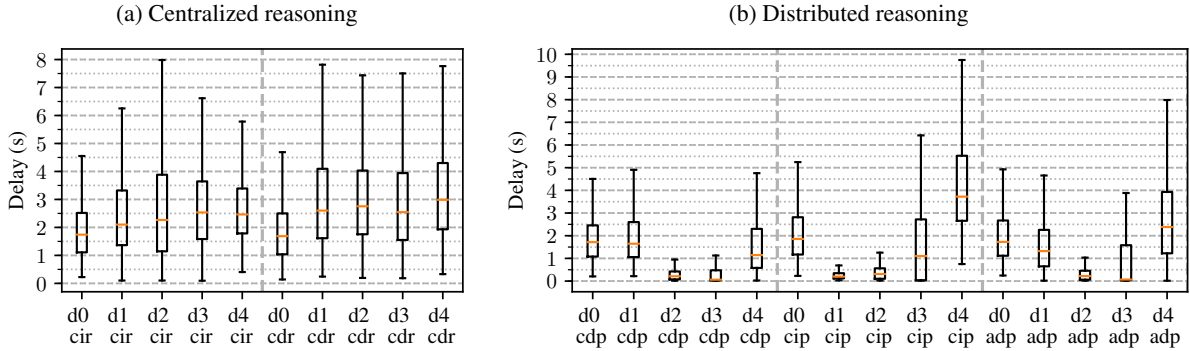 (a) Centralized reasoning
Delay (s)
8
7
6
5
4
3
2
1
0
d0 d1 d2 d3 d4 d0 d1 d2 d3 d4
cir cir cir cir cir cdr cdr cdr cdr cdr
(b) Distributed reasoning
Delay (s)
10
9
8
7
6
5
4
3
2
1
0
d0 d1 d2 d3 d4 d0 d1 d2 d3 d4 d0 d1 d2 d3 d4
cdp cdp cdp cdp cdp cip cip cip cip cip adp adp adp adp adp